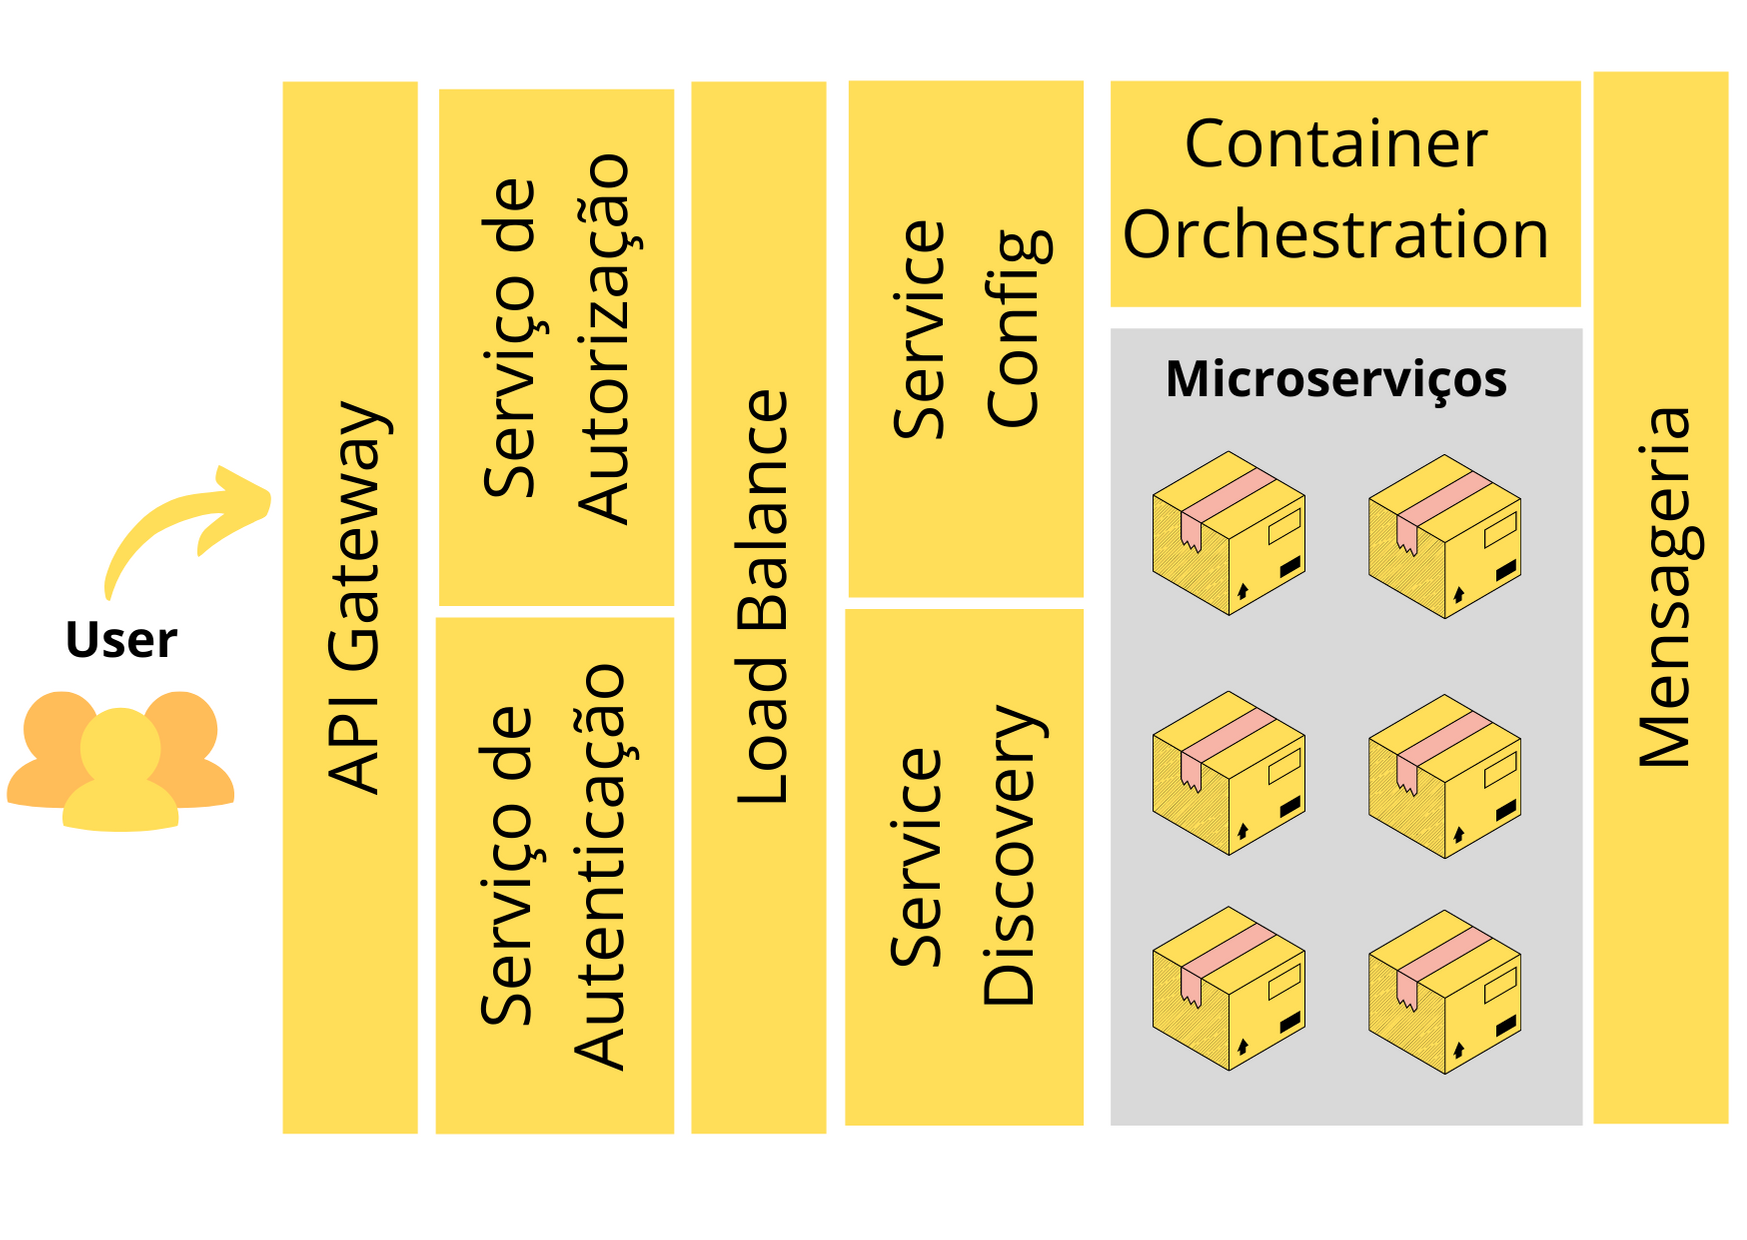 User
API Gateway
Serviço de
Autorização
Serviço de
Autenticação
Load Balance
Service
Config
Service
Discovery
Container
Orchestration
Microserviços
Mensageria